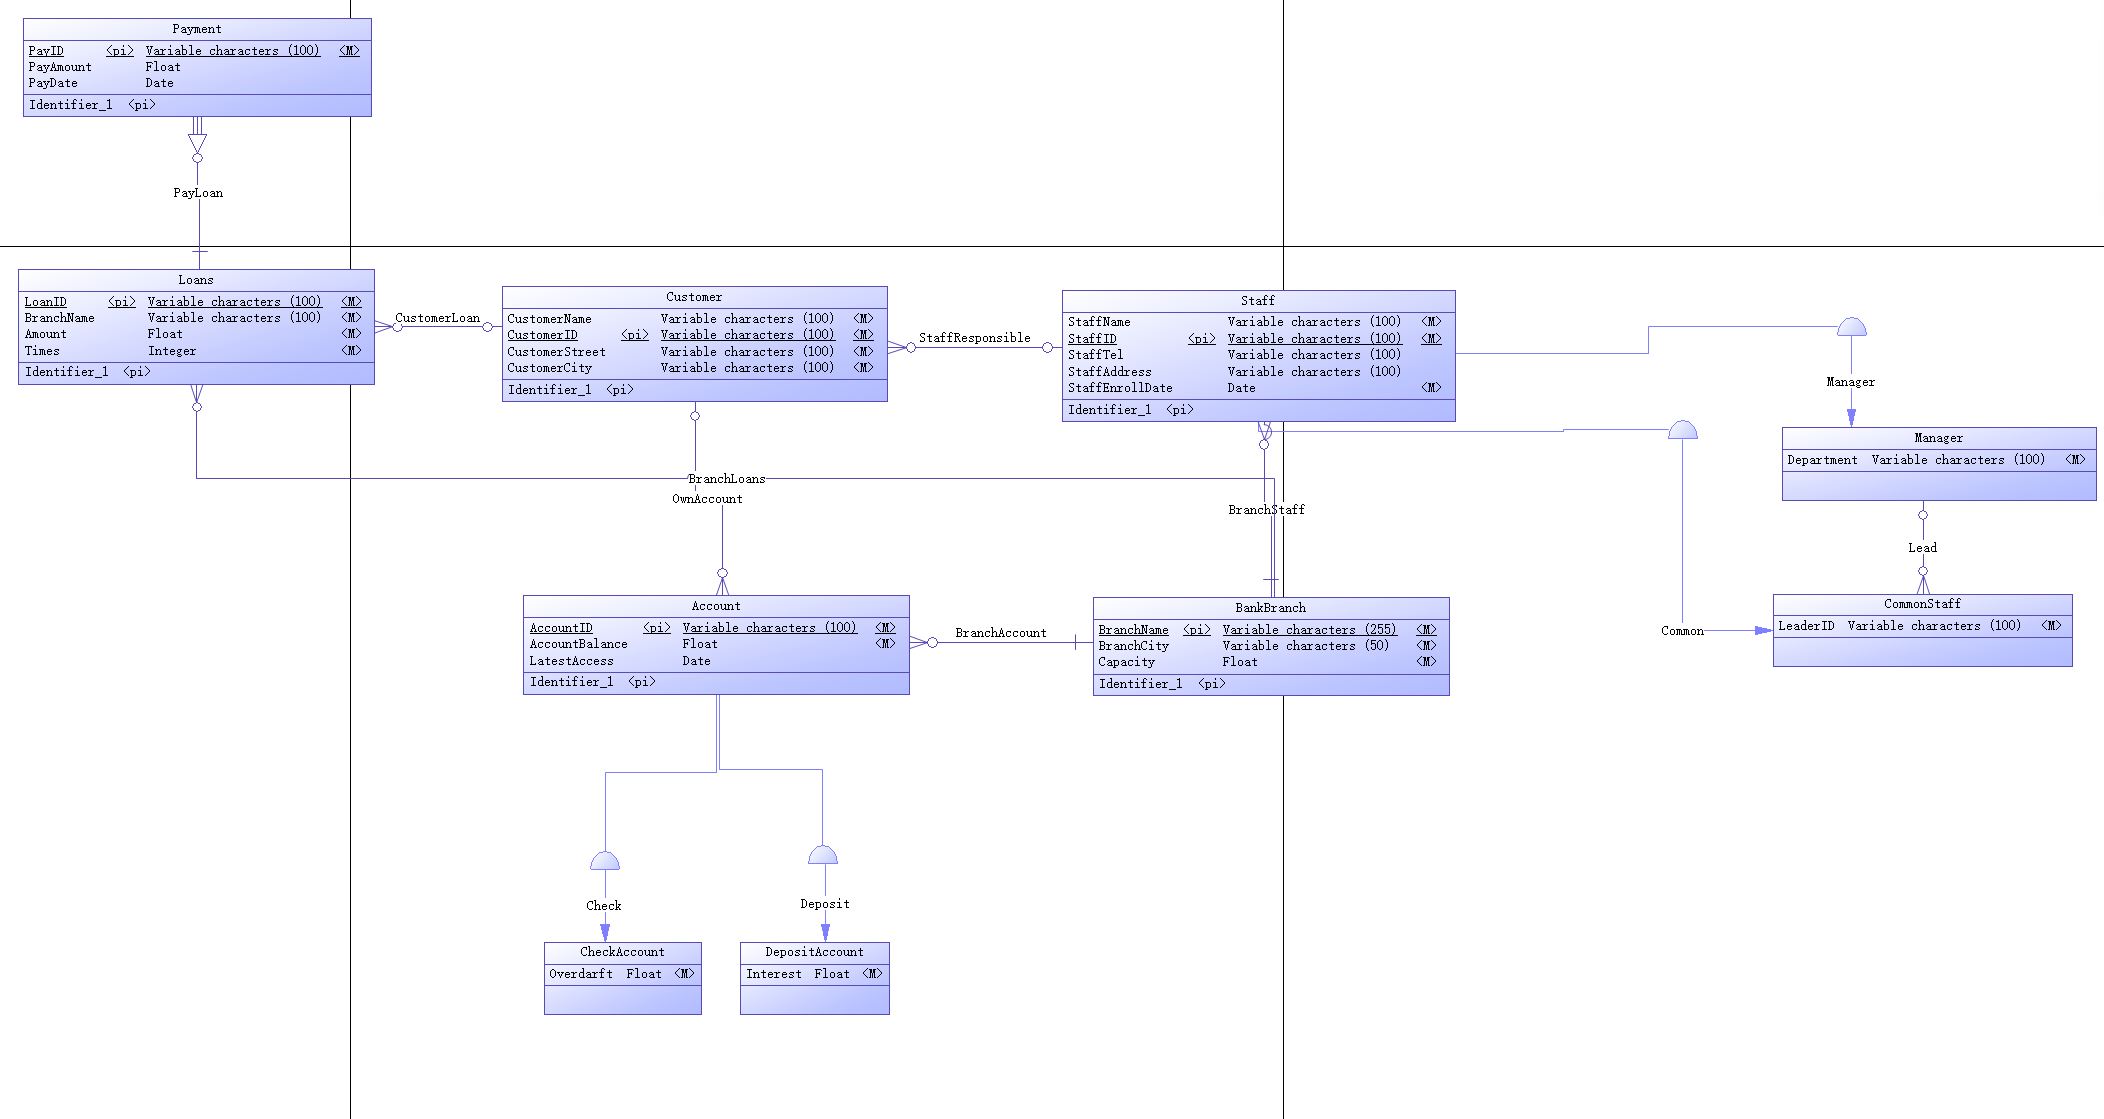 Payment
PayID <pi> Variable characters (100) <M>
PayAmount Float
PayDate Date
Identifier_1 <pi>
PayLoan
Loans
LoanID <pi> Variable characters (100) <M>
BranchName Variable characters (100) <M>
Amount Float <M>
Times Integer <M>
Identifier_1 <pi>
CustomerLoan
Customer
CustomerName Variable characters (100) <M>
CustomerID <pi> Variable characters (100) <M>
CustomerStreet Variable characters (100) <M>
CustomerCity Variable characters (100) <M>
Identifier_1 <pi>
StaffResponsible
Staff
StaffName Variable characters (100) <M>
StaffID <pi> Variable characters (100) <M>
StaffTel Variable characters (100)
StaffAddress Variable characters (100)
StaffEnrollDate Date <M>
Identifier_1 <pi>
Manager
Manager
Department Variable characters (100) <M>
BranchLoans
OwnAccount
BranchStaff
Lead
Account
AccountID <pi> Variable characters (100) <M>
AccountBalance Float <M>
LatestAccess Date
Identifier_1 <pi>
BranchAccount
BankBranch
BranchName <pi> Variable characters (255) <M>
BranchCity Variable characters (50) <M>
Capacity Float <M>
Identifier_1 <pi>
Common
CommonStaff
LeaderID Variable characters (100) <M>
Check
Deposit
CheckAccount
Overdarft Float <M>
DepositAccount
Interest Float <M>